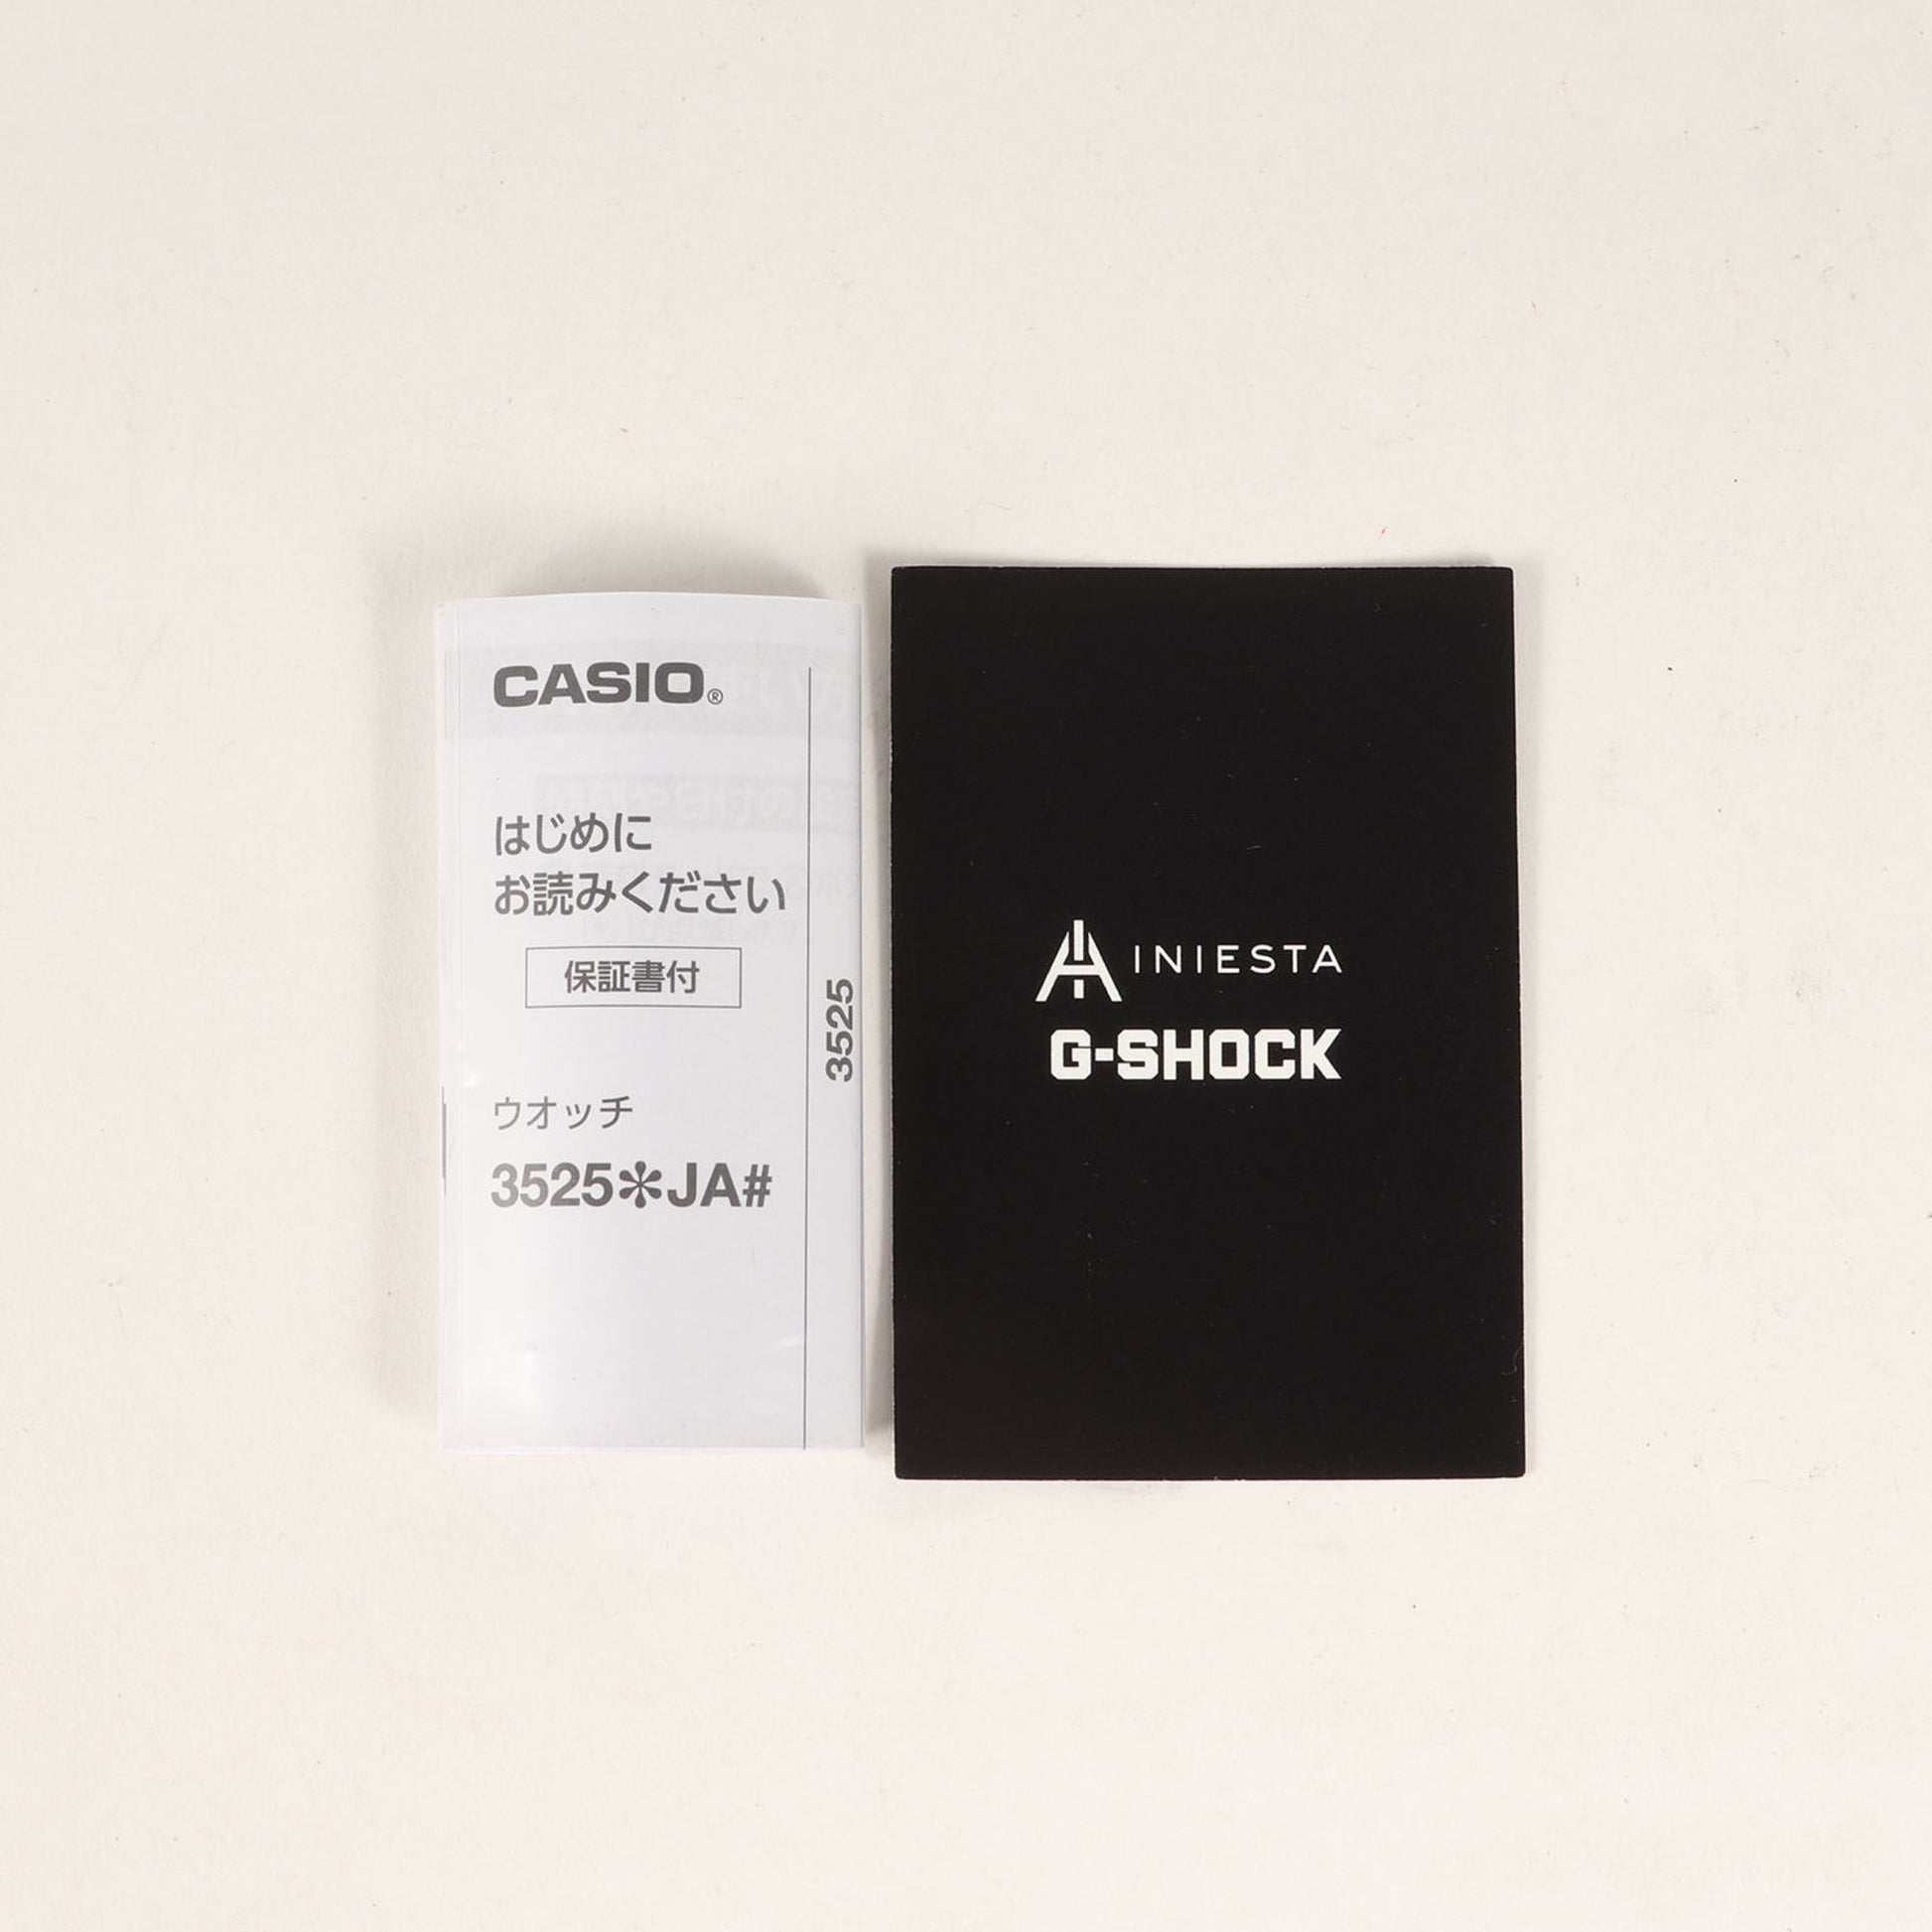 CASIO®
はじめに
お読みください
保証書付
ウオッチ
3525✻JA#
3525
INIESTA
G-SHOCK